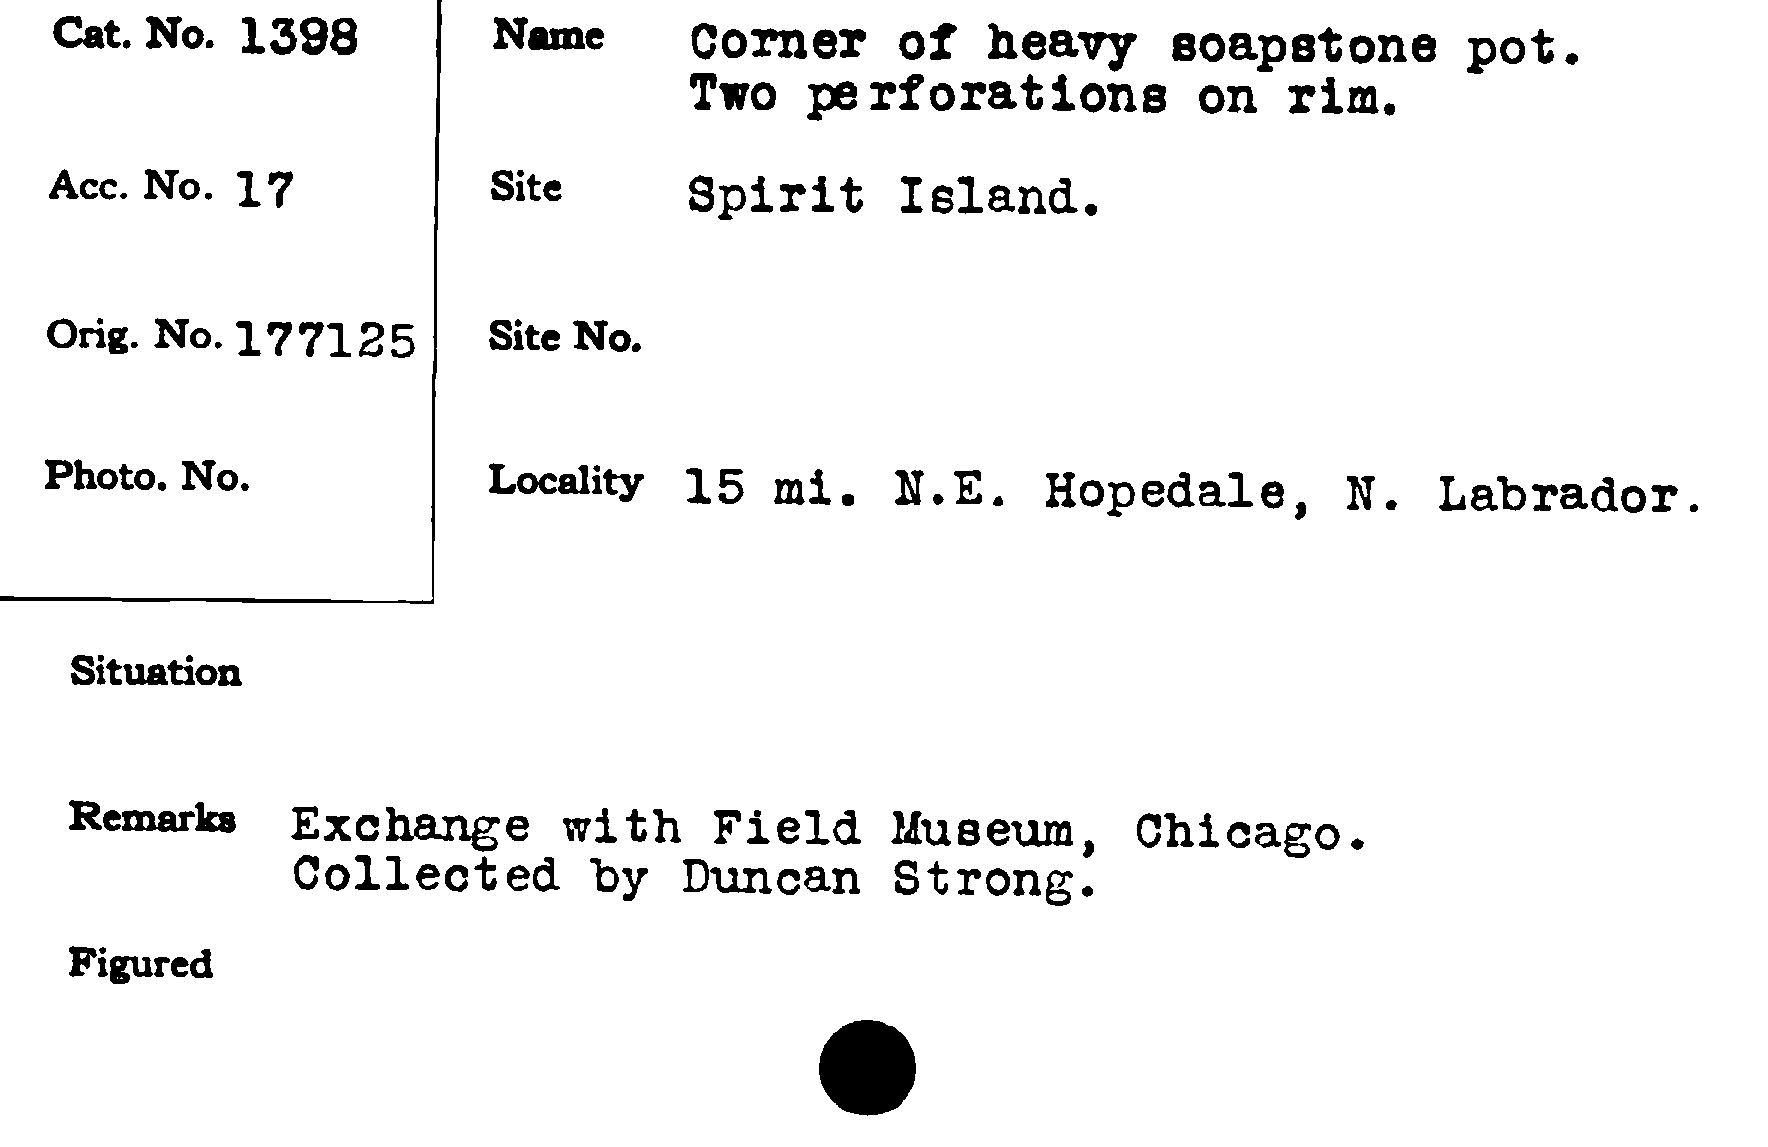 Cat. No. 1398
Name Corner of heavy soapstone pot.
Two perforations on rim.
Acc. No. 17
Site Spirit Island.
Orig. No. 177125
Site No.
Photo. No.
Locality 15 mi. N.E. Hopedale, N. Labrador.
Situation
Remarks Exchange with Field Museum, Chicago.
Collected by Duncan Strong.
Figured